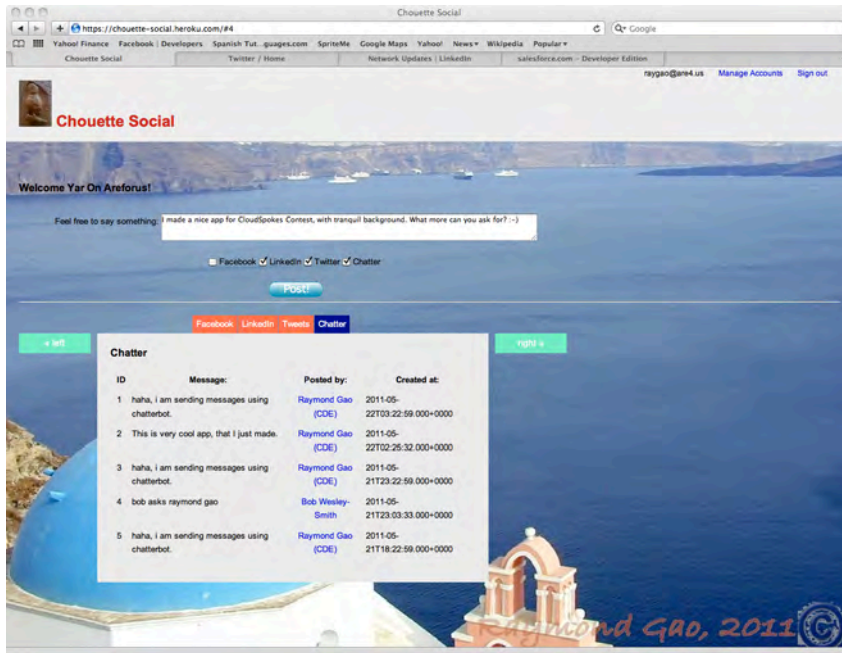 Chouette Social
https://chouette-social.heroku.com/#4
Google
Yahoo! Finance Facebook | Developers Spanish Tut...guages.com SpriteMe Google Maps Yahoo! News▾ Wikipedia Popular▾
Chouette Social Twitter / Home Network Updates | LinkedIn salesforce.com - Developer Edition
raygao@are4.us Manage Accounts Sign out
Chouette Social
Welcome Yar On Areforus!
Feel free to say something: I made a nice app for CloudSpokes Contest, with tranquil background. What more can you ask for? :-)
Facebook LinkedIn Twitter Chatter
Post!
Facebook LinkedIn Tweets Chatter
« left
right »
Chatter
ID Message: Posted by: Created at:
1 haha, i am sending messages using Raymond Gao 2011-05-
chatterbot. (CDE) 22T03:22:59.000+0000
2 This is very cool app, that I just made. Raymond Gao 2011-05-
(CDE) 22T02:25:32.000+0000
3 haha, i am sending messages using Raymond Gao 2011-05-
chatterbot. (CDE) 21T23:22:59.000+0000
4 bob asks raymond gao Bob Wesley- 2011-05-
Smith 21T23:03:33.000+0000
5 haha, i am sending messages using Raymond Gao 2011-05-
chatterbot. (CDE) 21T18:22:59.000+0000
Raymond Gao, 2011 ©